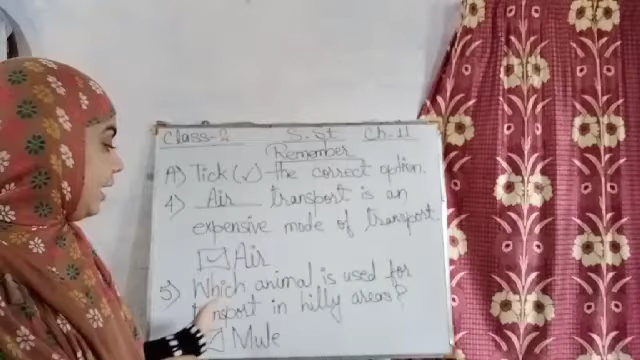 Class-2 S.St Ch.11
Remember
A) Tick (✓) the correct option.
4) Air transport is an
expensive mode of transport
☑ Air
5) Which animal is used for
in hilly areas?
Mule